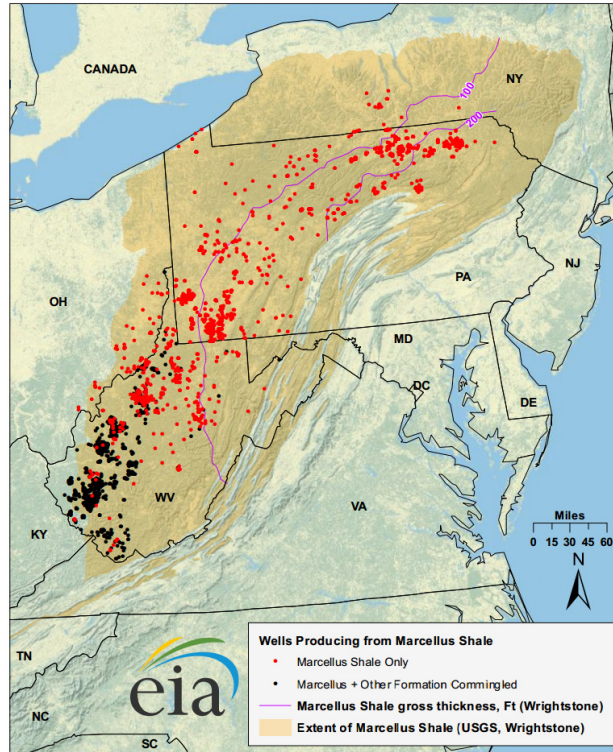 CANADA
NY
100
200
OH
PA
NJ
MD
DC
DE
WV
VA
KY
Miles
0 15 30 45 60
N
TN
NC
SC
eia
Wells Producing from Marcellus Shale
Marcellus Shale Only
Marcellus + Other Formation Commingled
Marcellus Shale gross thickness, Ft (Wrightstone)
Extent of Marcellus Shale (USGS, Wrightstone)